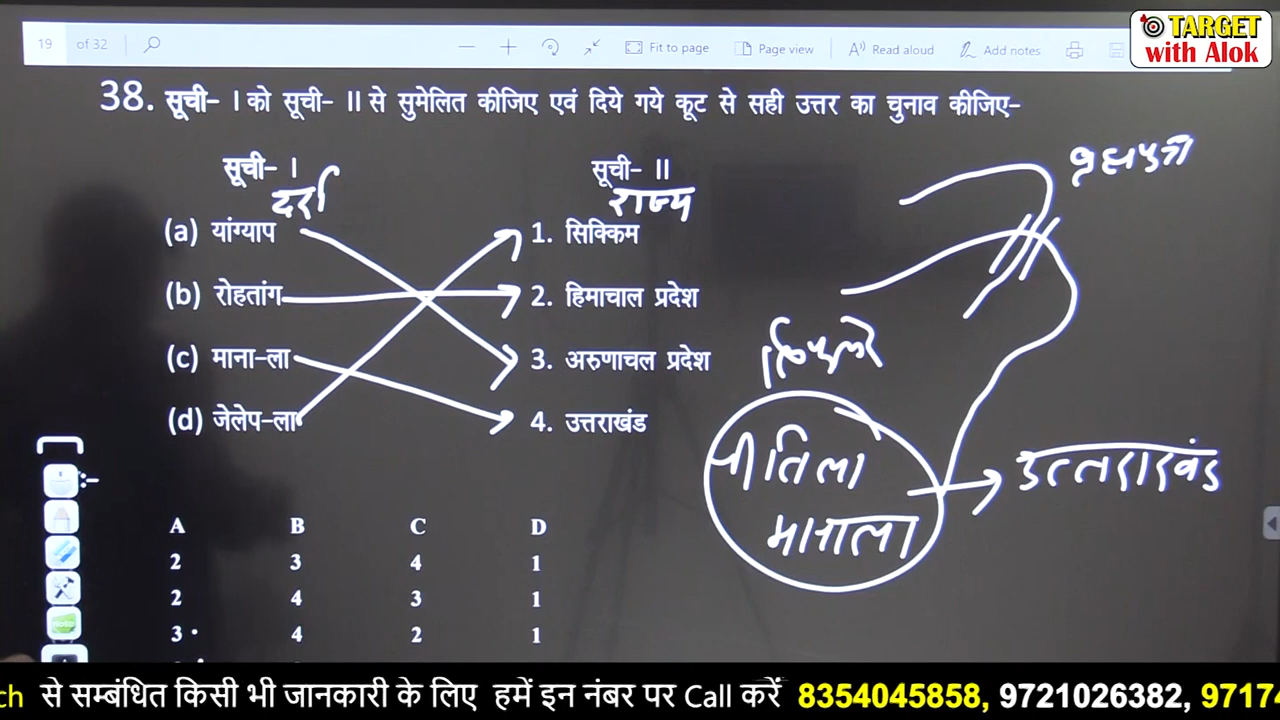 TARGET
with Alok
19 of 32 Fit to page Page view Read aloud Add notes
38. सूची- I को सूची- II से सुमेलित कीजिए एवं दिये गये कूट से सही उत्तर का चुनाव कीजिए-
सूची- I सूची- II
दर्रा राज्य
(a) यांग्याप 1. सिक्किम
(b) रोहतांग 2. हिमाचल प्रदेश
(c) माना-ला 3. अरुणाचल प्रदेश
(d) जेलेप-ला 4. उत्तराखंड
लिपुलेख
नीतिला
मानाला
उत्तराखंड
A B C D
2 3 4 1
2 4 3 1
3 4 2 1
ch से सम्बंधित किसी भी जानकारी के लिए हमें इन नंबर पर Call करें 8354045858, 9721026382, 97174